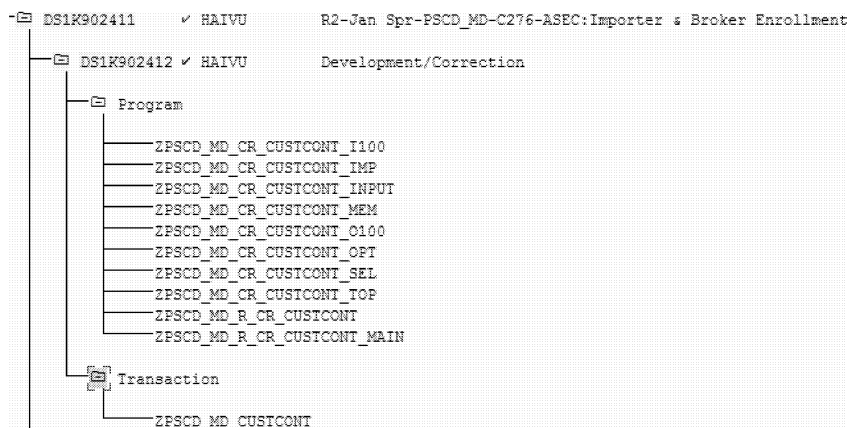 DS1K902411 ✓ HAIVU R2-Jan Spr-PSCD_MD-C276-ASEC:Importer & Broker Enrollment
DS1K902412 ✓ HAIVU Development/Correction
Program
ZPSCD_MD_CR_CUSTCONT_I100
ZPSCD_MD_CR_CUSTCONT_IMP
ZPSCD_MD_CR_CUSTCONT_INPUT
ZPSCD_MD_CR_CUSTCONT_MEM
ZPSCD_MD_CR_CUSTCONT_O100
ZPSCD_MD_CR_CUSTCONT_OPT
ZPSCD_MD_CR_CUSTCONT_SEL
ZPSCD_MD_CR_CUSTCONT_TOP
ZPSCD_MD_R_CR_CUSTCONT
ZPSCD_MD_R_CR_CUSTCONT_MAIN
Transaction
ZPSCD_MD_CUSTCONT